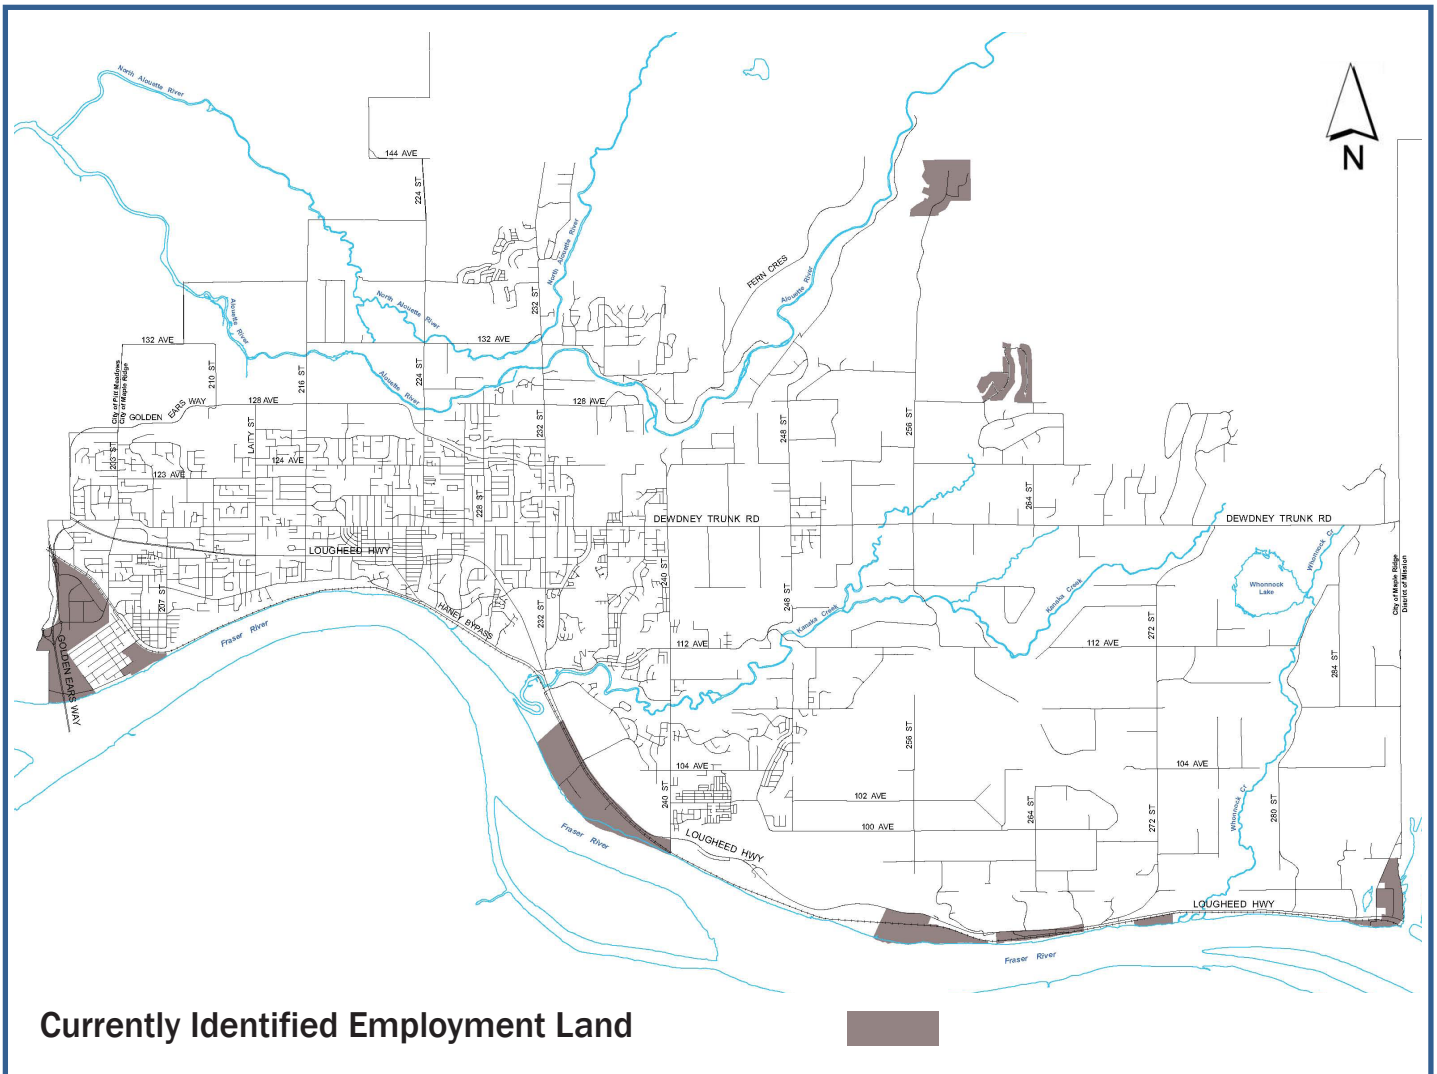 North Alouette River
N
144 AVE
224 ST
North Alouette River
FERN CRES
Alouette River
232 ST
North Alouette River
Alouette River
132 AVE
132 AVE
City of Pitt Meadows
City of Maple Ridge
210 ST
216 ST
224 ST
Alouette River
GOLDEN EARS WAY
128 AVE
128 AVE
232 ST
248 ST
256 ST
LAITY ST
203 ST
124 AVE
123 AVE
228 ST
264 ST
DEWDNEY TRUNK RD
DEWDNEY TRUNK RD
LOUGHEED HWY
Whonnock Cr
City of Maple Ridge
District of Mission
207 ST
240 ST
248 ST
Kanaka Creek
Kanaka Creek
Whonnock
Lake
HANEY BYPASS
232 ST
272 ST
Fraser River
112 AVE
112 AVE
284 ST
GOLDEN EARS WAY
256 ST
104 AVE
104 AVE
240 ST
102 AVE
264 ST
272 ST
Whonnock Cr
280 ST
100 AVE
Fraser River
LOUGHEED HWY
LOUGHEED HWY
Fraser River
Currently Identified Employment Land